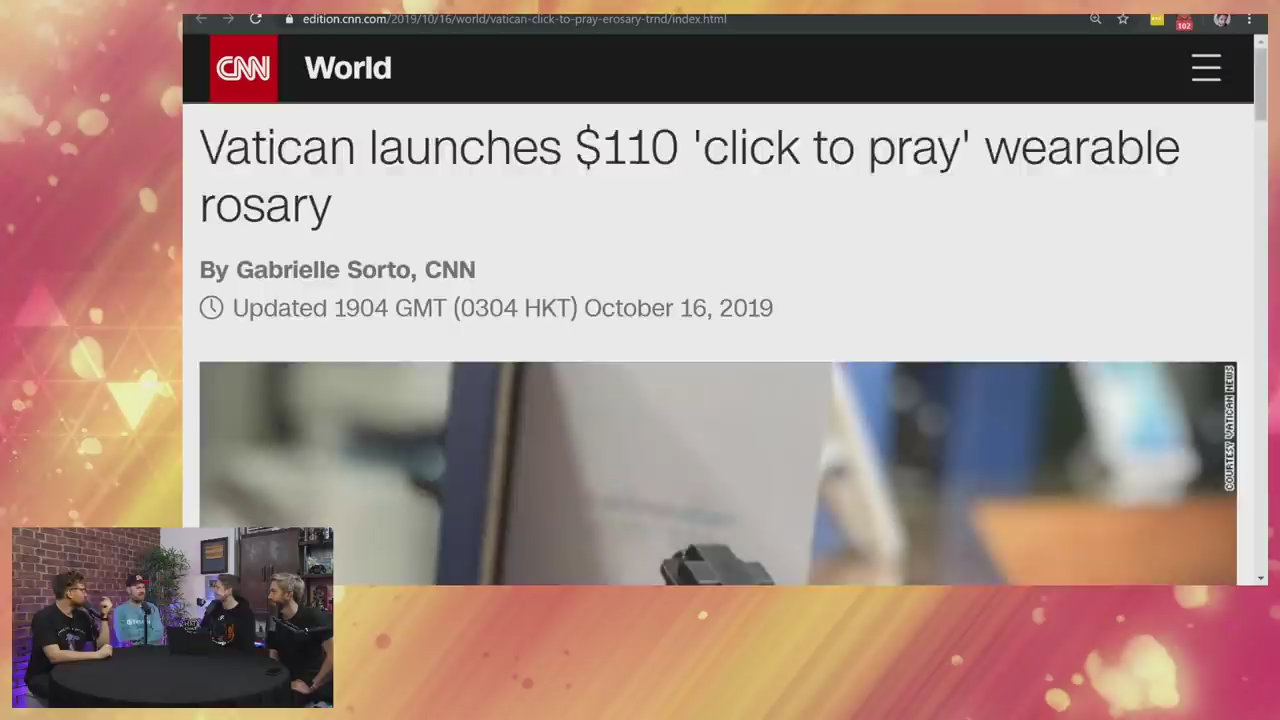 edition.cnn.com/2019/10/16/world/vatican-click-to-pray-erosary-trnd/index.html
102
CNN World
Vatican launches $110 'click to pray' wearable
rosary
By Gabrielle Sorto, CNN
Updated 1904 GMT (0304 HKT) October 16, 2019
COURTESY VATICAN NEWS